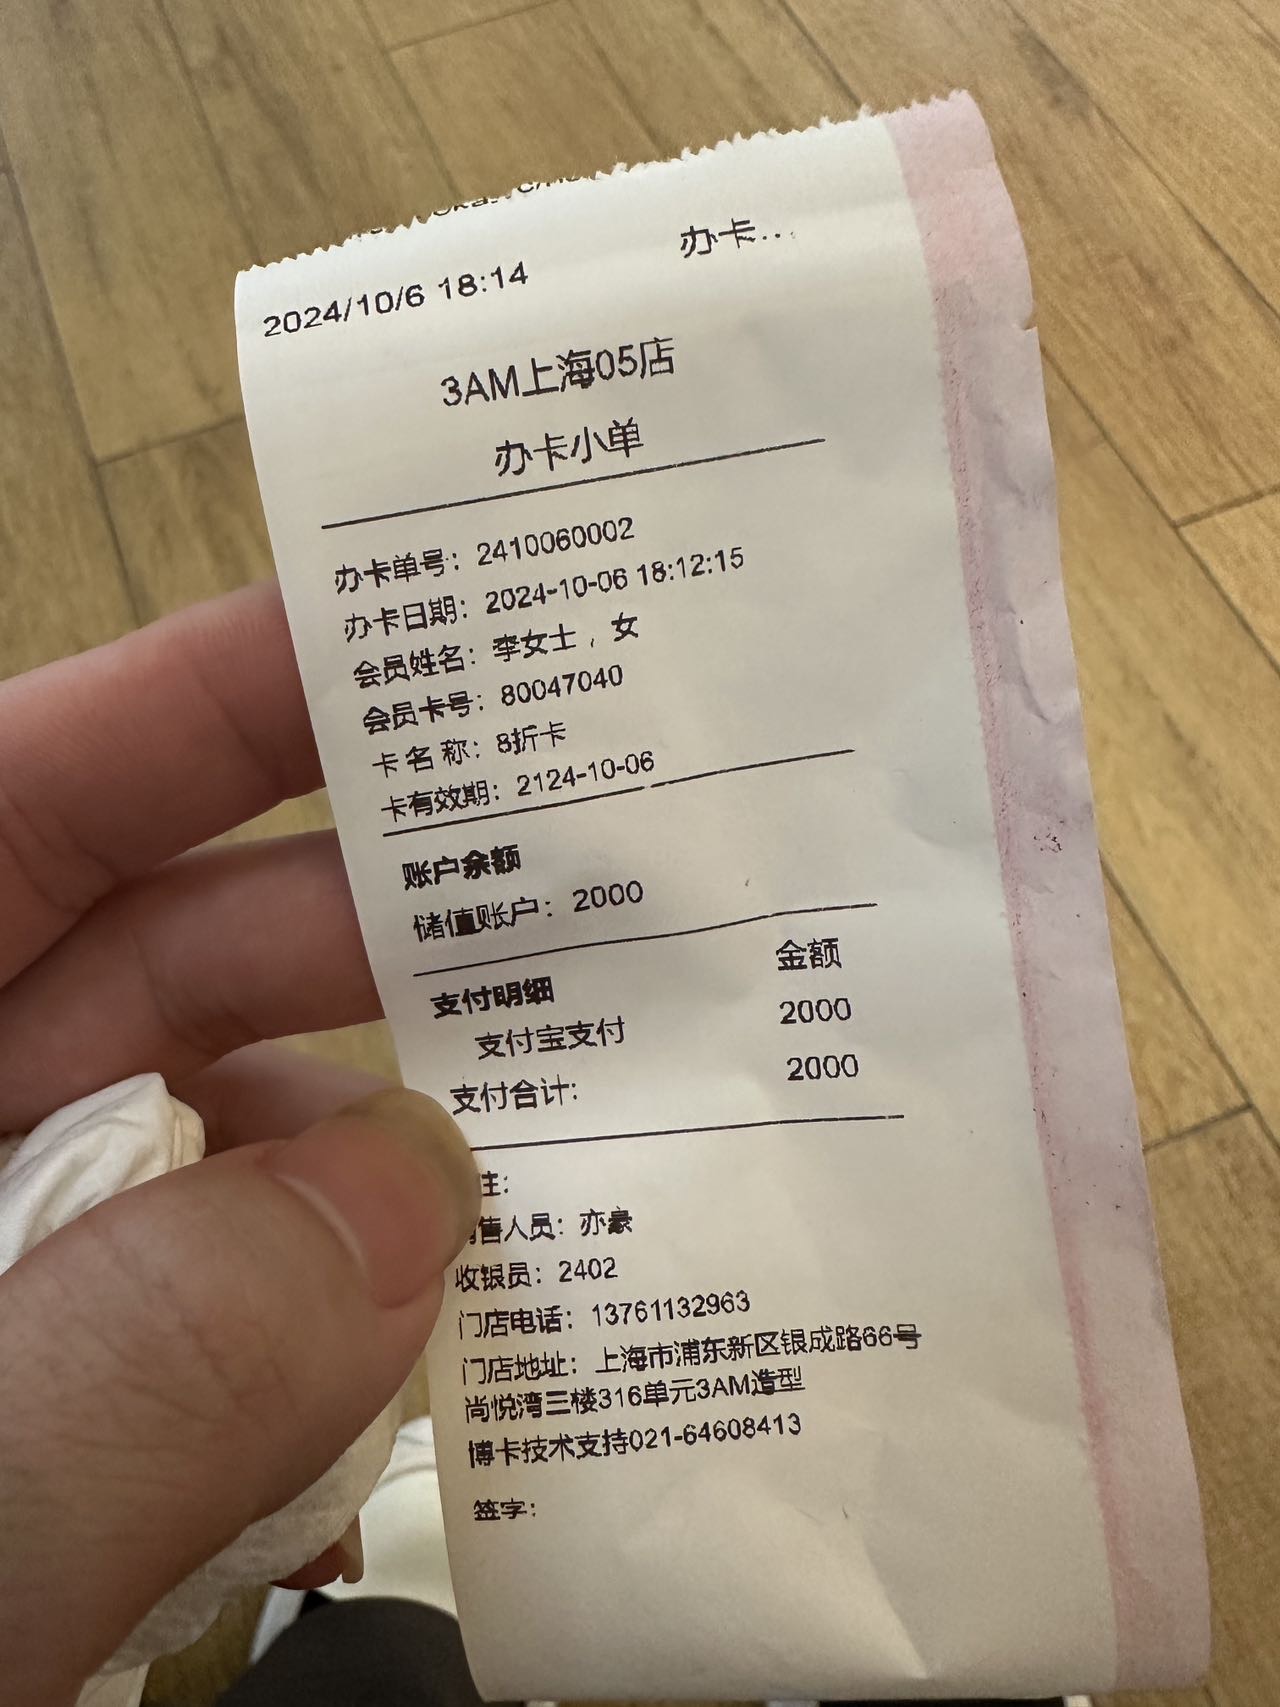 2024/10/6 18:14 办卡...
3AM上海05店
办卡小单
办卡单号：2410060002
办卡日期：2024-10-06 18:12:15
会员姓名：李女士，女
会员卡号：80047040
卡 名 称：8折卡
卡有效期：2124-10-06
账户余额
储值账户：2000
支付明细 金额
支付宝支付 2000
支付合计: 2000
注:
售人员：亦豪
收银员：2402
门店电话：13761132963
门店地址：上海市浦东新区银成路66号
尚悦湾三楼316单元3AM造型
博卡技术支持021-64608413
签字: